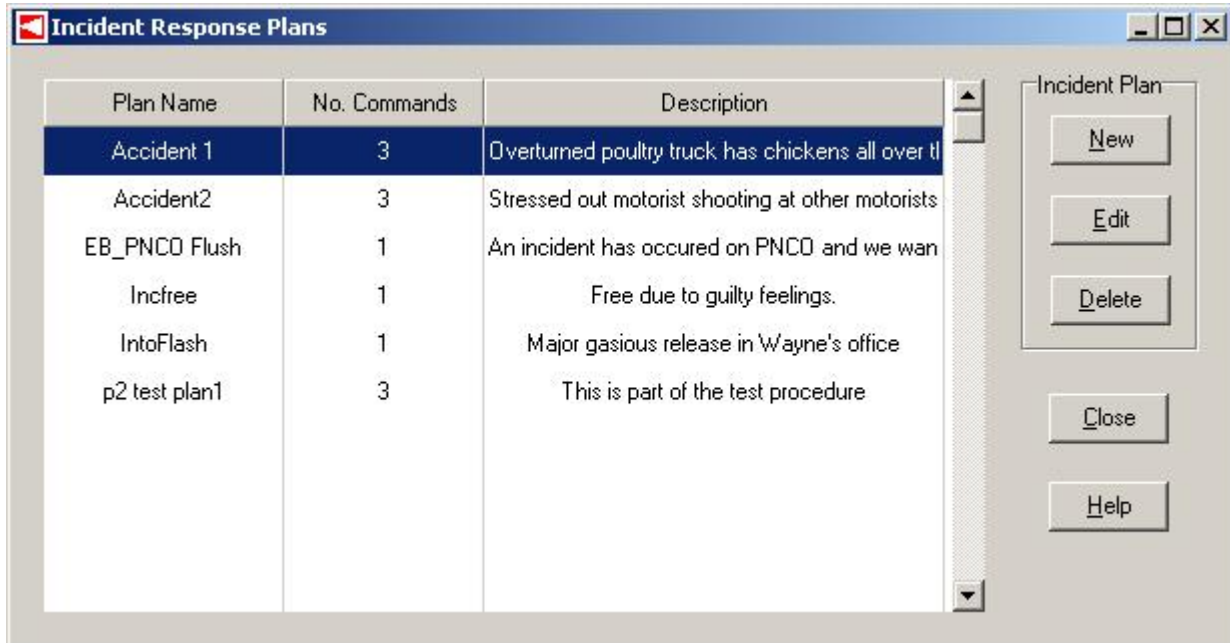 Incident Response Plans
Plan Name No. Commands Description
Accident 1 3 Overturned poultry truck has chickens all over tl
Accident2 3 Stressed out motorist shooting at other motorists
EB_PNCO Flush 1 An incident has occured on PNCO and we wan
Incfree 1 Free due to guilty feelings.
IntoFlash 1 Major gasious release in Wayne's office
p2 test plan1 3 This is part of the test procedure
Incident Plan
New
Edit
Delete
Close
Help